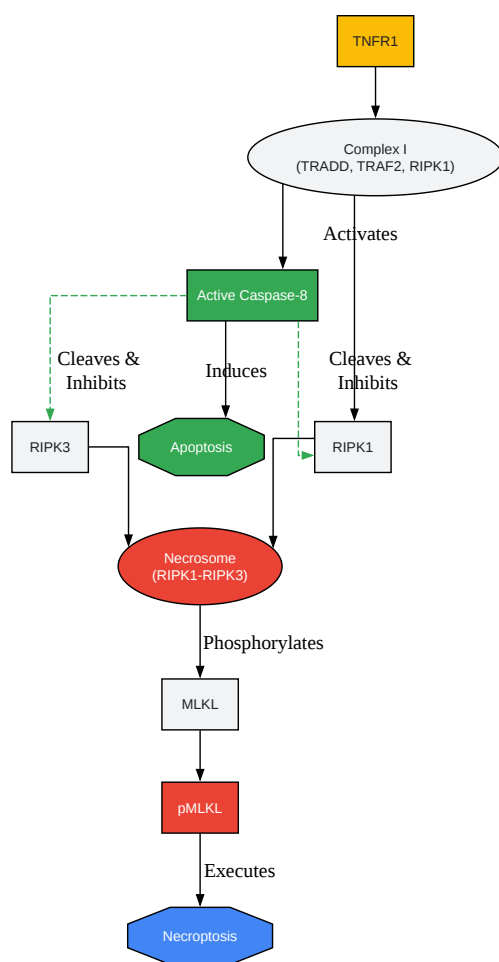 TNFR1
Complex I
(TRADD, TRAF2, RIPK1)
Activates
Active Caspase-8
Cleaves &
Inhibits
Induces
Cleaves &
Inhibits
RIPK3
Apoptosis
RIPK1
Necrosome
(RIPK1-RIPK3)
Phosphorylates
MLKL
pMLKL
Executes
Necroptosis